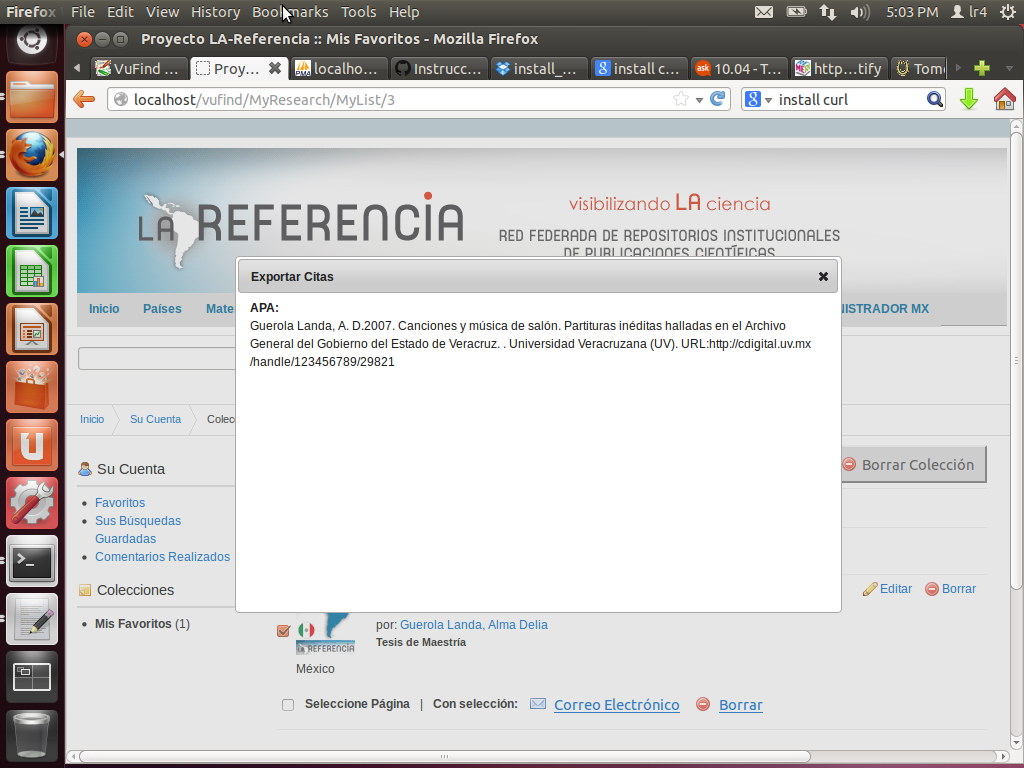 Firefox File Edit View History Bookmarks Tools Help 5:03 PM lr4
Proyecto LA-Referencia :: Mis Favoritos - Mozilla Firefox
VuFind ... Proy... localho... Instrucc... install_... install c... 10.04 - T... http...tify Tom
localhost/vufind/MyResearch/MyList/3 install curl
LA REFERENCIA
visibilizando LA ciencia
RED FEDERADA DE REPOSITORIOS INSTITUCIONALES
DE PUBLICACIONES CIENTÍFICAS
Exportar Citas
Inicio Países Mate NISTRADOR MX
APA:
Guerola Landa, A. D.2007. Canciones y música de salón. Partituras inéditas halladas en el Archivo
General del Gobierno del Estado de Veracruz. . Universidad Veracruzana (UV). URL:http://cdigital.uv.mx
/handle/123456789/29821
Inicio Su Cuenta Colec
Borrar Colección
Su Cuenta
Favoritos
Sus Búsquedas
Guardadas
Comentarios Realizados
Colecciones
Editar Borrar
Mis Favoritos (1)
por: Guerola Landa, Alma Delia
Tesis de Maestría
LA REFERENCIA
México
Seleccione Página | Con selección: Correo Electrónico Borrar